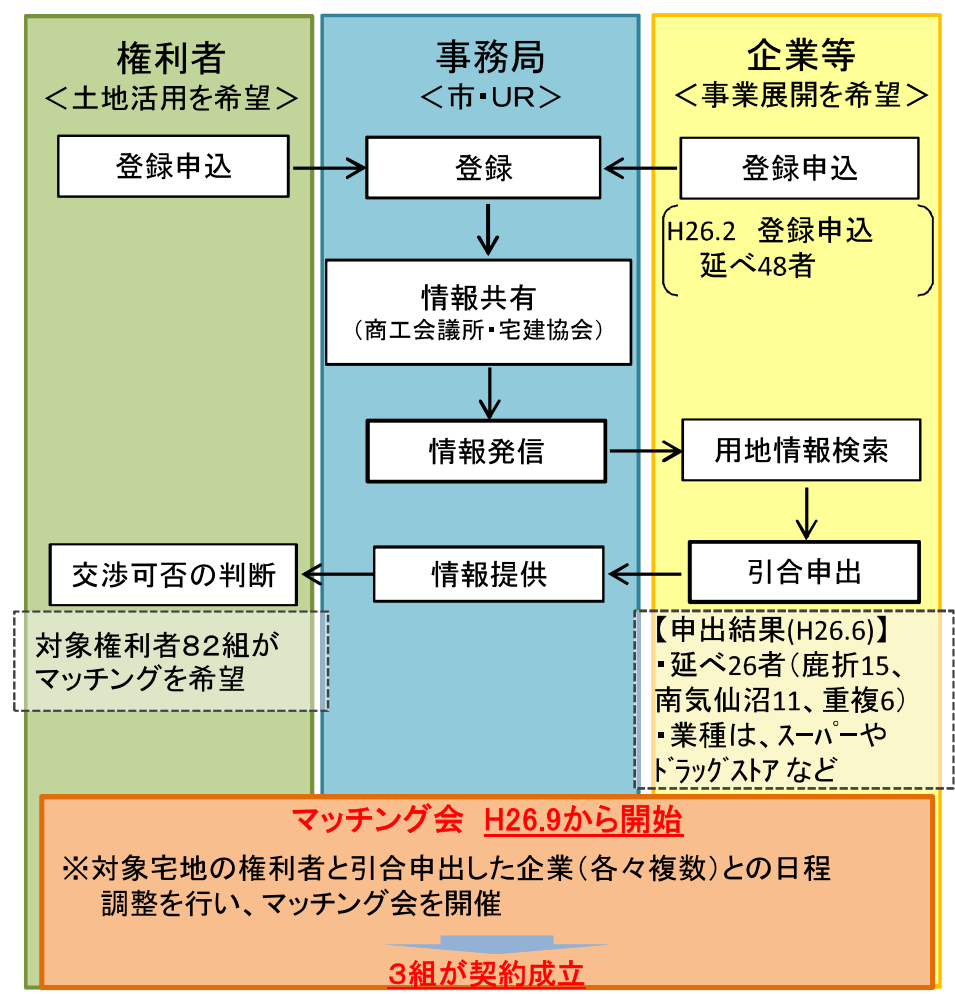 権利者
＜土地活用を希望＞
事務局
＜市・UR＞
企業等
＜事業展開を希望＞
登録申込
登録
登録申込
H26.2　登録申込
延べ48者
情報共有
（商工会議所・宅建協会）
情報発信
用地情報検索
交渉可否の判断
情報提供
引合申出
対象権利者８２組が
マッチングを希望
【申出結果(H26.6)】
・延べ26者（鹿折15、
南気仙沼11、重複6）
・業種は、ｽｰﾊﾟｰや
ﾄﾞﾗｯｸﾞｽﾄｱ など
マッチング会　H26.9から開始
※対象宅地の権利者と引合申出した企業（各々複数）との日程
調整を行い、マッチング会を開催
３組が契約成立